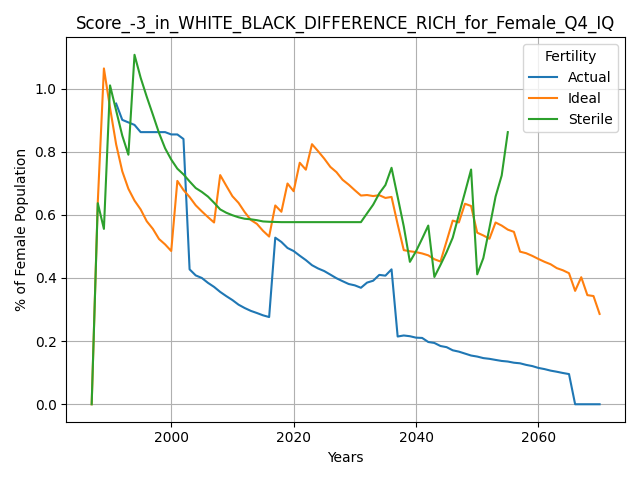 Score_-3_in_WHITE_BLACK_DIFFERENCE_RICH_for_Female_Q4_IQ
Fertility
Actual
Ideal
Sterile
% of Female Population
1.0
0.8
0.6
0.4
0.2
0.0
2000 2020 2040 2060
Years